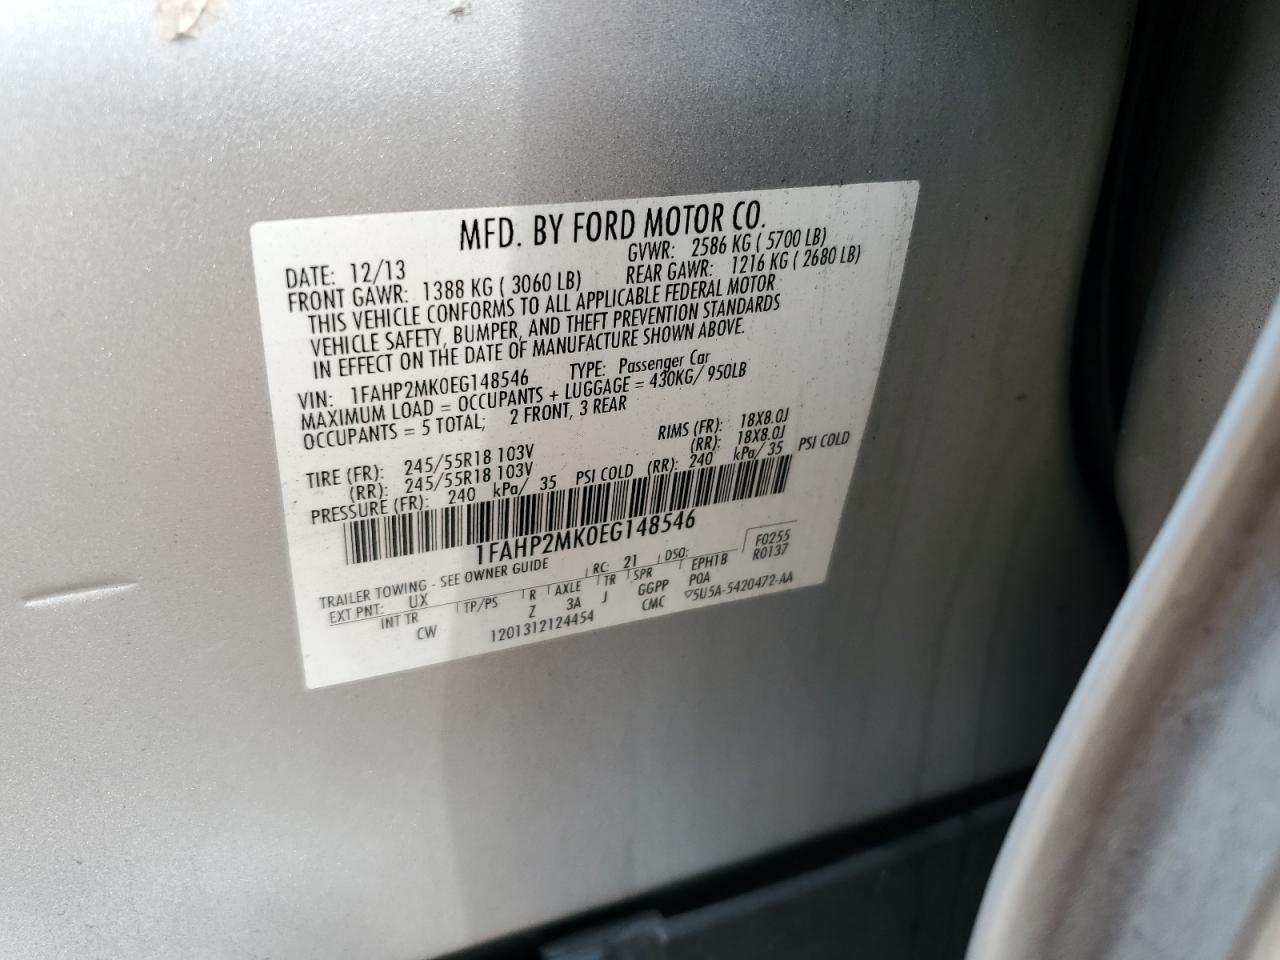 MFD. BY FORD MOTOR CO.
DATE: 12/13 GVWR: 2586 KG ( 5700 LB)
FRONT GAWR: 1388 KG ( 3060 LB) REAR GAWR: 1216 KG ( 2680 LB)
THIS VEHICLE CONFORMS TO ALL APPLICABLE FEDERAL MOTOR
VEHICLE SAFETY, BUMPER, AND THEFT PREVENTION STANDARDS
IN EFFECT ON THE DATE OF MANUFACTURE SHOWN ABOVE.
VIN: 1FAHP2MK0EG148546 TYPE: Passenger Car
MAXIMUM LOAD = OCCUPANTS + LUGGAGE = 430KG/ 950LB
OCCUPANTS = 5 TOTAL; 2 FRONT, 3 REAR
TIRE (FR): 245/55R18 103V RIMS (FR): 18X8.0J
(RR): 245/55R18 103V (RR): 18X8.0J
PRESSURE (FR): 240 kPa/ 35 PSI COLD (RR): 240 kPa/ 35 PSI COLD
1FAHP2MK0EG148546
TRAILER TOWING - SEE OWNER GUIDE
F0255
R0137
EXT PNT: UX RC: 21 DSO: EPH1B
INT TR TP/PS R AXLE TR SPR POA
CW Z 3A J GGPP
CMC ▽5U5A-5420472-AA
1201312124454